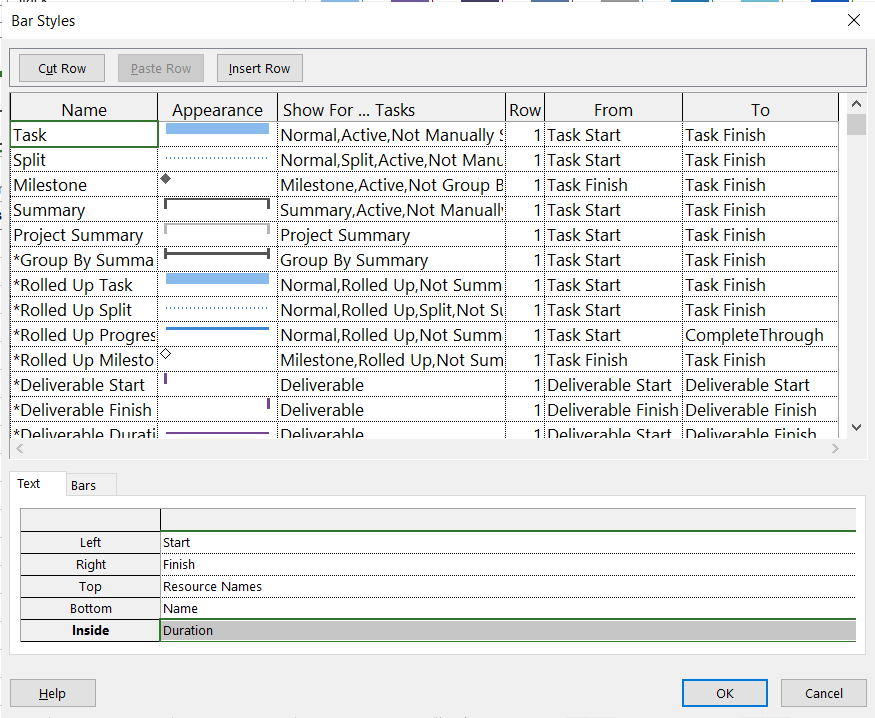 Bar Styles
Cut Row Paste Row Insert Row
Name Appearance Show For ... Tasks Row From To
Task Normal,Active,Not Manually S 1 Task Start Task Finish
Split Normal,Split,Active,Not Manu 1 Task Start Task Finish
Milestone Milestone,Active,Not Group B 1 Task Finish Task Finish
Summary Summary,Active,Not Manually 1 Task Start Task Finish
Project Summary Project Summary 1 Task Start Task Finish
*Group By Summa Group By Summary 1 Task Start Task Finish
*Rolled Up Task Normal,Rolled Up,Not Summ 1 Task Start Task Finish
*Rolled Up Split Normal,Rolled Up,Split,Not Su 1 Task Start Task Finish
*Rolled Up Progres Normal,Rolled Up,Not Summ 1 Task Start CompleteThrough
*Rolled Up Milesto Milestone,Rolled Up,Not Sum 1 Task Finish Task Finish
*Deliverable Start Deliverable 1 Deliverable Start Deliverable Start
*Deliverable Finish Deliverable 1 Deliverable Finish Deliverable Finish
*Deliverable Durati Deliverable 1 Deliverable Start Deliverable Finish
Text Bars
Left Start
Right Finish
Top Resource Names
Bottom Name
Inside Duration
Help OK Cancel